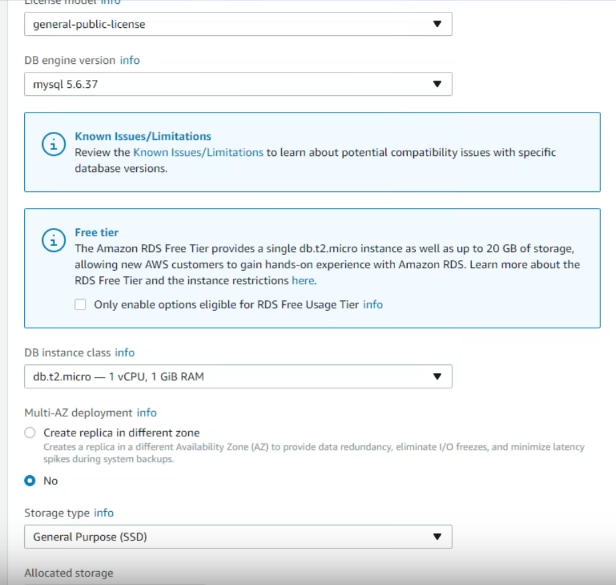 License model info
general-public-license
DB engine version info
mysql 5.6.37
Known Issues/Limitations
Review the Known Issues/Limitations to learn about potential compatibility issues with specific
database versions.
Free tier
The Amazon RDS Free Tier provides a single db.t2.micro instance as well as up to 20 GB of storage,
allowing new AWS customers to gain hands-on experience with Amazon RDS. Learn more about the
RDS Free Tier and the instance restrictions here.
Only enable options eligible for RDS Free Usage Tier info
DB instance class info
db.t2.micro — 1 vCPU, 1 GiB RAM
Multi-AZ deployment info
Create replica in different zone
Creates a replica in a different Availability Zone (AZ) to provide data redundancy, eliminate I/O freezes, and minimize latency
spikes during system backups.
No
Storage type info
General Purpose (SSD)
Allocated storage